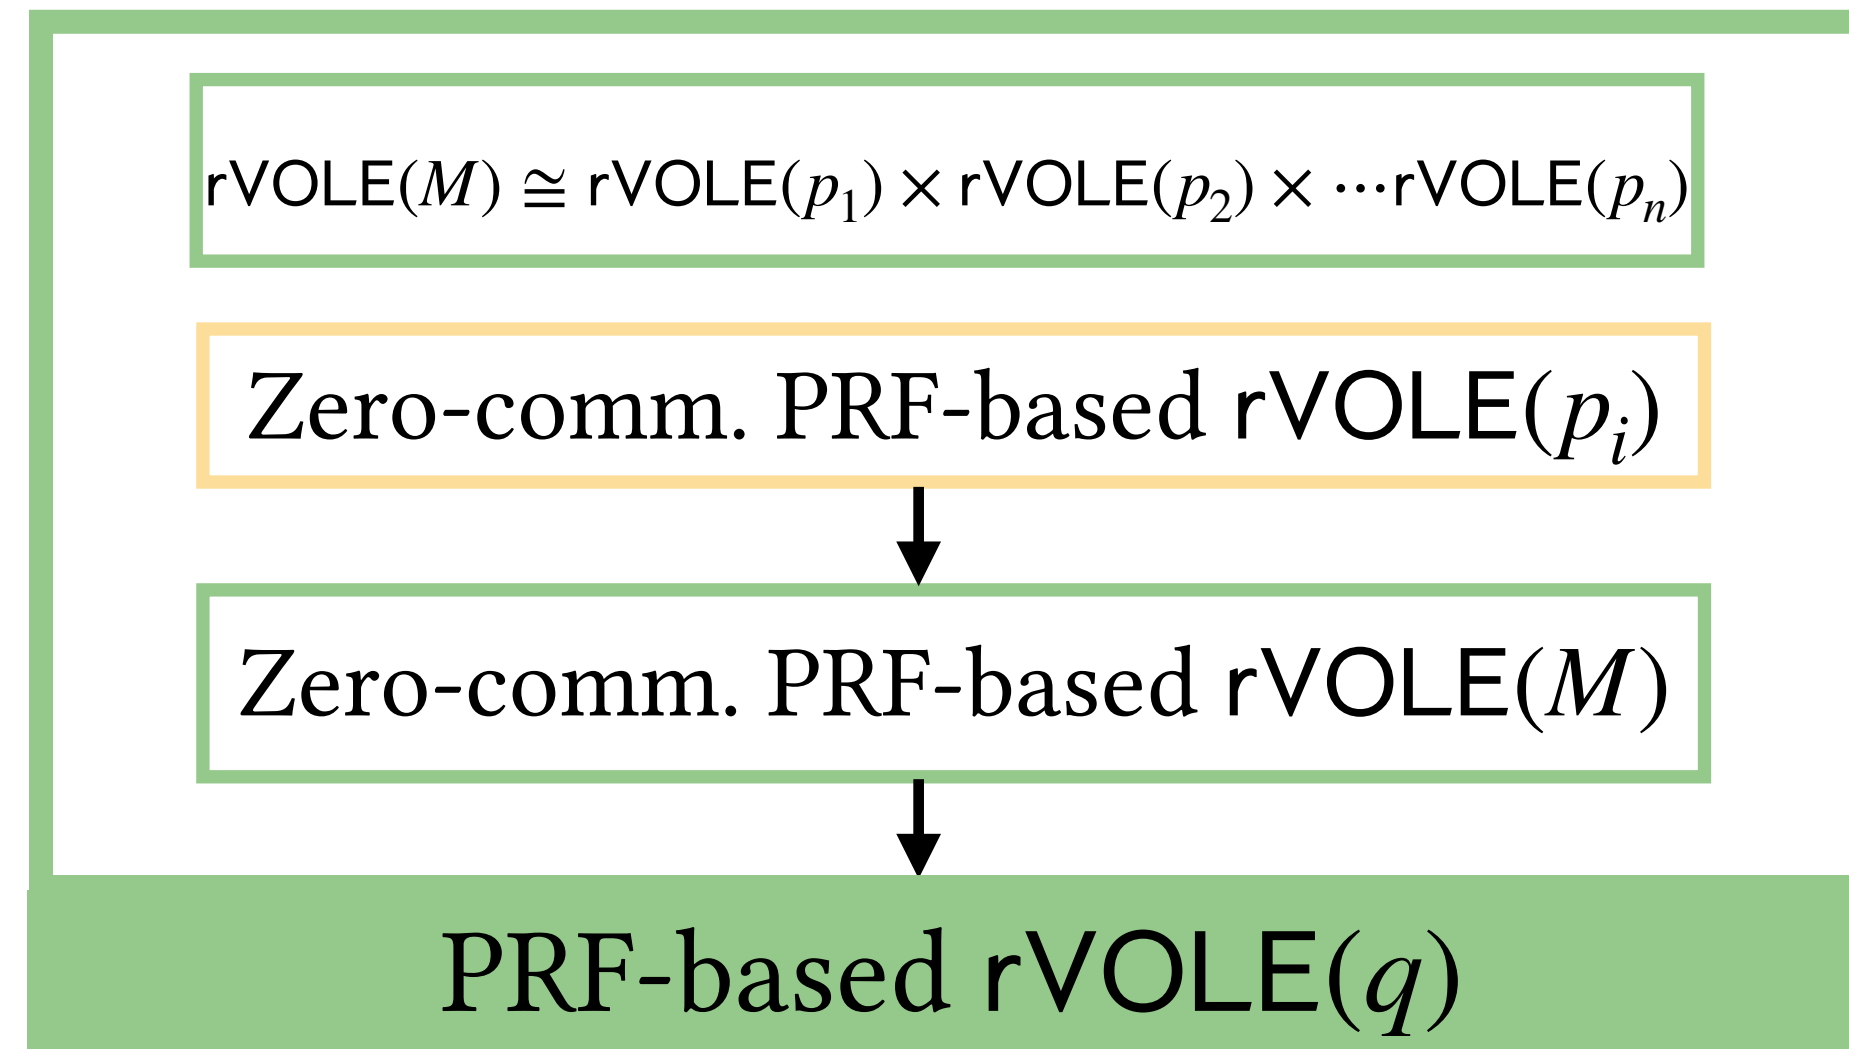 rVOLE(M) ≅ rVOLE(p₁) × rVOLE(p₂) × ⋯rVOLE(pₙ)
Zero-comm. PRF-based rVOLE(pᵢ)
Zero-comm. PRF-based rVOLE(M)
PRF-based rVOLE(q)